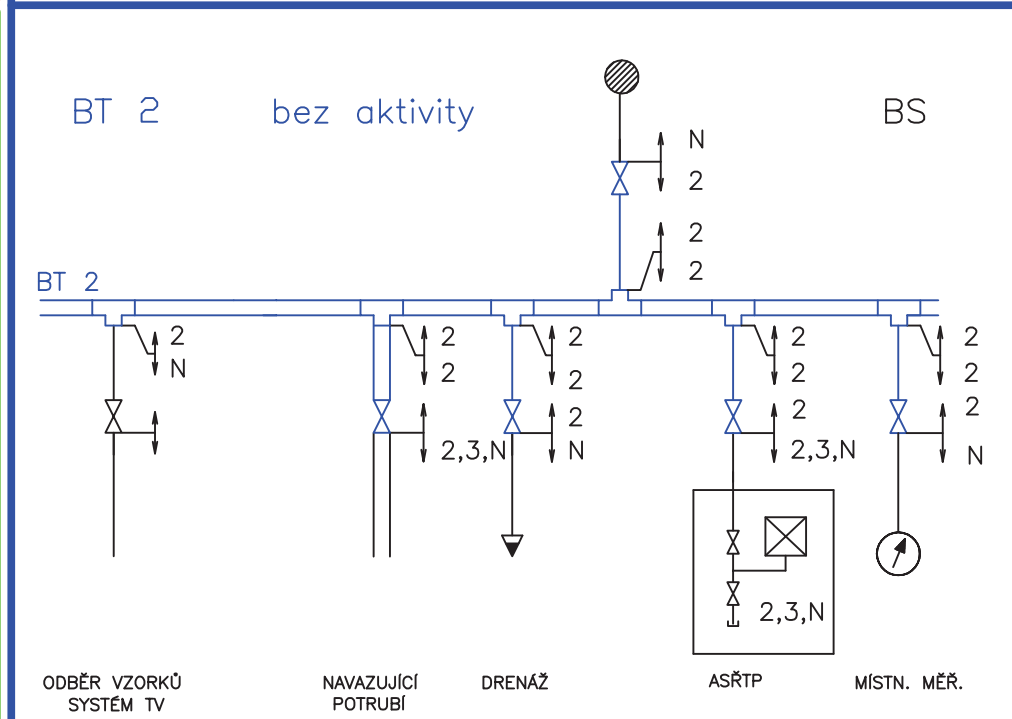 BT 2 bez aktivity BS
N
2
2
2
BT 2
2
N
2
2
2,3,N
2
2
2
N
2
2
2
2,3,N
2,3,N
2
2
2
N
ODBĚR VZORKŮ
SYSTÉM TV
NAVAZUJÍCÍ
POTRUBÍ
DRENÁŽ
ASŘTP
MÍSTN. MĚŘ.